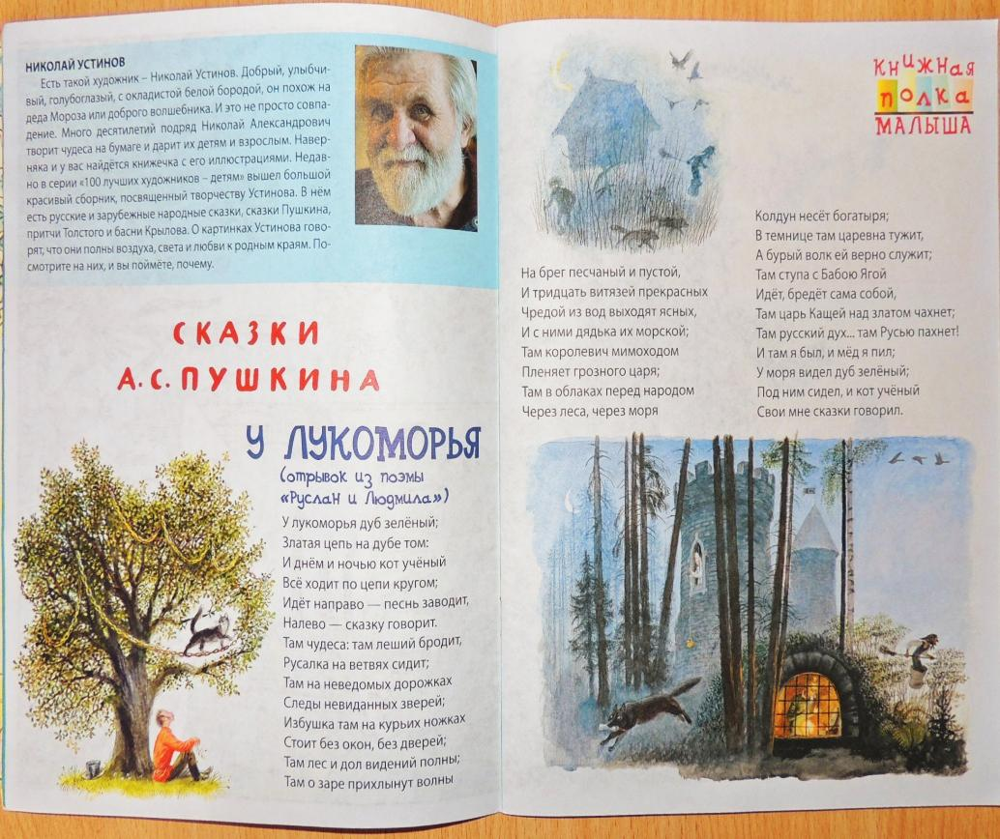 НИКОЛАЙ УСТИНОВ
Есть такой художник – Николай Устинов. Добрый, улыбчи-
вый, голубоглазый, с окладистой белой бородой, он похож на
деда Мороза или доброго волшебника. И это не просто совпа-
дение. Много десятилетий подряд Николай Александрович
творит чудеса на бумаге и дарит их детям и взрослым. Навер-
няка и у вас найдётся книжечка с его иллюстрациями. Недав-
но в серии «100 лучших художников – детям» вышел большой
красивый сборник, посвященный творчеству Устинова. В нём
есть русские и зарубежные народные сказки, сказки Пушкина,
притчи Толстого и басни Крылова. О картинках Устинова гово-
рят, что они полны воздуха, света и любви к родным краям. По-
смотрите на них, и вы поймёте, почему.
СКАЗКИ
А.С.ПУШКИНА
У ЛУКОМОРЬЯ
(отрывок из поэмы
«Руслан и Людмила»)
У лукоморья дуб зелёный;
Златая цепь на дубе том:
И днём и ночью кот учёный
Всё ходит по цепи кругом;
Идёт направо — песнь заводит,
Налево — сказку говорит.
Там чудеса: там леший бродит,
Русалка на ветвях сидит;
Там на неведомых дорожках
Следы невиданных зверей;
Избушка там на курьих ножках
Стоит без окон, без дверей;
Там лес и дол видений полны;
Там о заре прихлынут волны
КНИЖНАЯ
ПОЛКА
МАЛЫША
На брег песчаный и пустой,
И тридцать витязей прекрасных
Чредой из вод выходят ясных,
И с ними дядька их морской;
Там королевич мимоходом
Пленяет грозного царя;
Там в облаках перед народом
Через леса, через моря
Колдун несёт богатыря;
В темнице там царевна тужит,
А бурый волк ей верно служит;
Там ступа с Бабою Ягой
Идёт, бредёт сама собой,
Там царь Кащей над златом чахнет;
Там русский дух... там Русью пахнет!
И там я был, и мёд я пил;
У моря видел дуб зелёный;
Под ним сидел, и кот учёный
Свои мне сказки говорил.